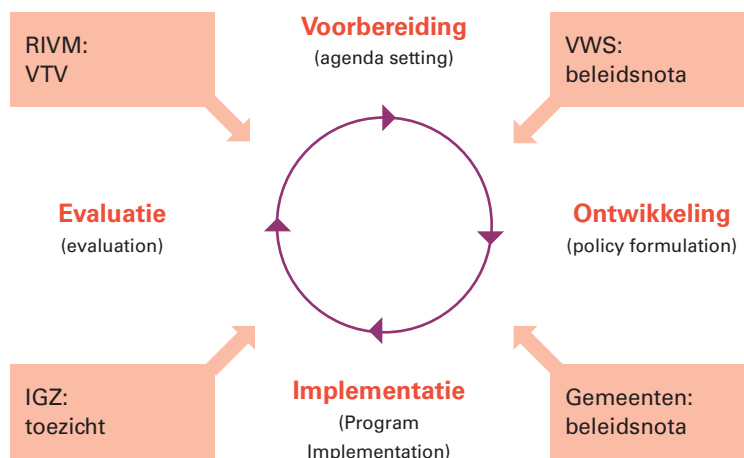 RIVM:
VTV
Voorbereiding
(agenda setting)
VWS:
beleidsnota
Evaluatie
(evaluation)
Ontwikkeling
(policy formulation)
IGZ:
toezicht
Implementatie
(Program
Implementation)
Gemeenten:
beleidsnota